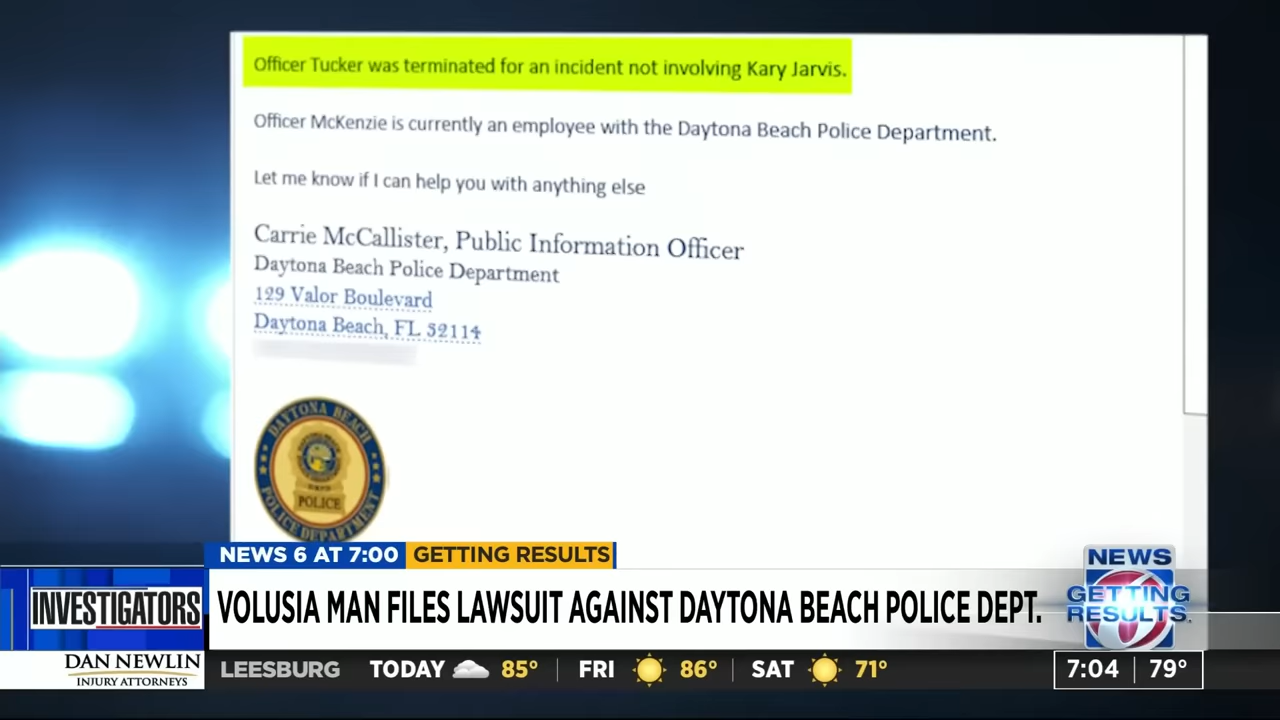 Officer Tucker was terminated for an incident not involving Kary Jarvis.
Officer McKenzie is currently an employee with the Daytona Beach Police Department.
Let me know if I can help you with anything else
Carrie McCallister, Public Information Officer
Daytona Beach Police Department
129 Valor Boulevard
Daytona Beach, FL 32114
DAYTONA BEACH
POLICE
POLICE DEPARTMENT
NEWS 6 AT 7:00 GETTING RESULTS
INVESTIGATORS
VOLUSIA MAN FILES LAWSUIT AGAINST DAYTONA BEACH POLICE DEPT.
NEWS
6
GETTING
RESULTS.
DAN NEWLIN
INJURY ATTORNEYS
LEESBURG TODAY 85° FRI 86° SAT 71°
7:04 79°